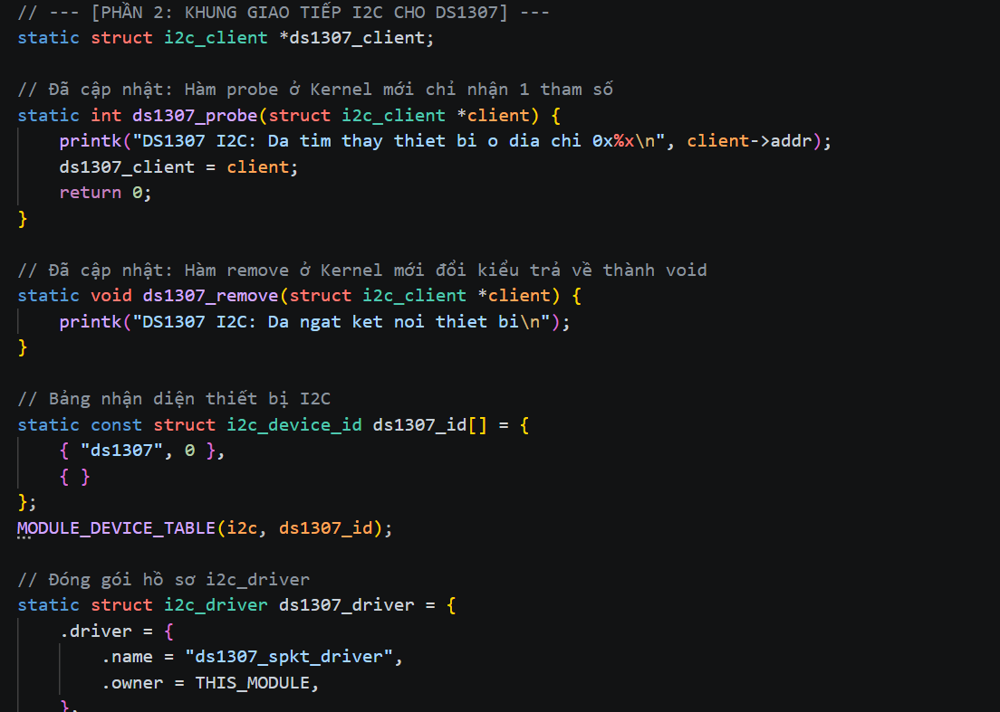 // --- [PHẦN 2: KHUNG GIAO TIẾP I2C CHO DS1307] ---
static struct i2c_client *ds1307_client;
// Đã cập nhật: Hàm probe ở Kernel mới chỉ nhận 1 tham số
static int ds1307_probe(struct i2c_client *client) {
    printk("DS1307 I2C: Da tim thay thiet bi o dia chi 0x%x\n", client->addr);
    ds1307_client = client;
    return 0;
}
// Đã cập nhật: Hàm remove ở Kernel mới đổi kiểu trả về thành void
static void ds1307_remove(struct i2c_client *client) {
    printk("DS1307 I2C: Da ngat ket noi thiet bi\n");
}
// Bảng nhận diện thiết bị I2C
static const struct i2c_device_id ds1307_id[] = {
    { "ds1307", 0 },
    { }
};
MODULE_DEVICE_TABLE(i2c, ds1307_id);
// Đóng gói hồ sơ i2c_driver
static struct i2c_driver ds1307_driver = {
    .driver = {
        .name = "ds1307_spkt_driver",
        .owner = THIS_MODULE,
    },